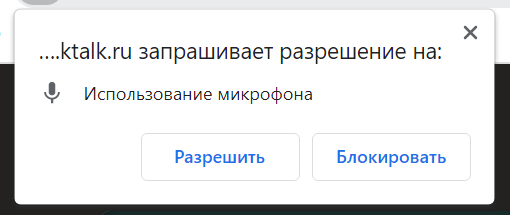 ....ktalk.ru запрашивает разрешение на:
Использование микрофона
Разрешить
Блокировать